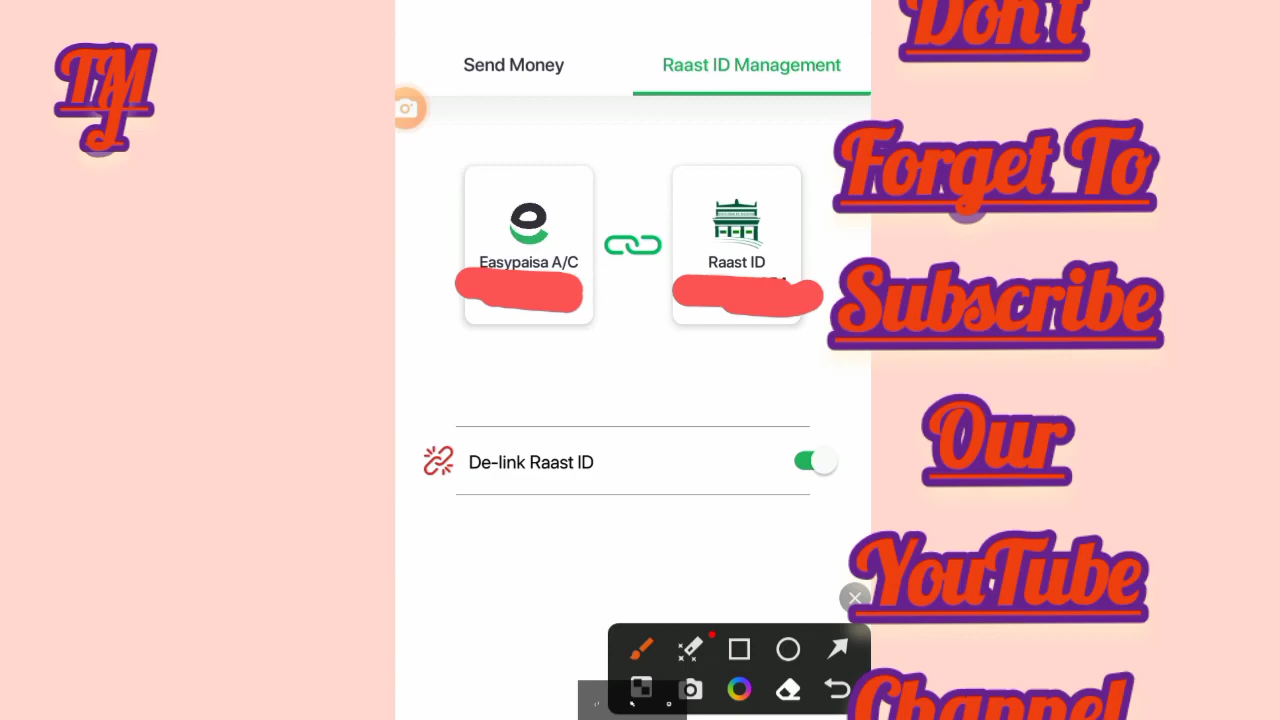 TM
J
Send Money
Raast ID Management
Easypaisa A/C
Raast ID
De-link Raast ID
Don't
Forget To
Subscribe
Our
YouTube
Channel